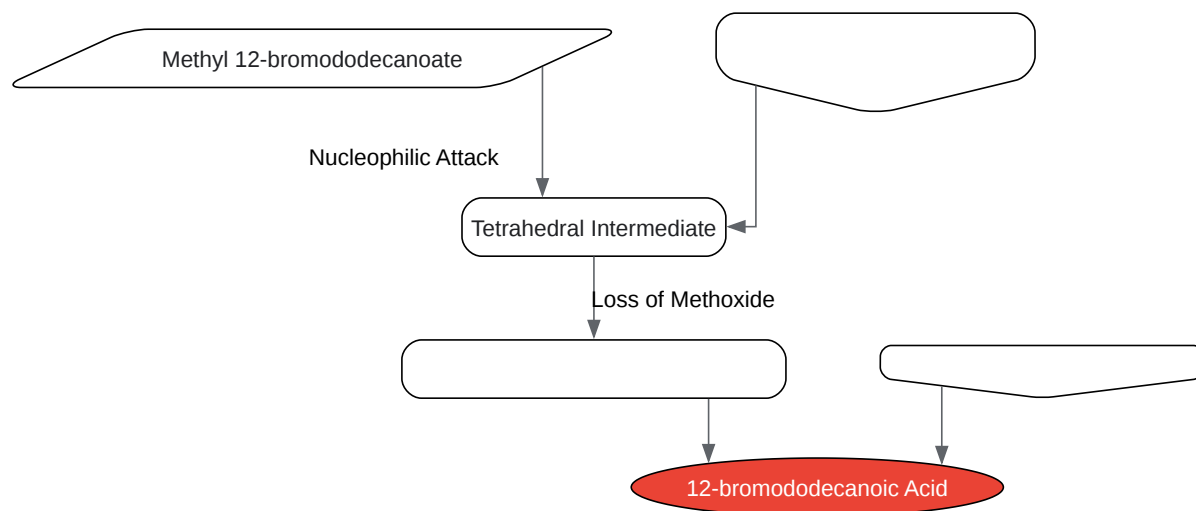 Methyl 12-bromododecanoate
Nucleophilic Attack
Tetrahedral Intermediate
Loss of Methoxide
12-bromododecanoic Acid